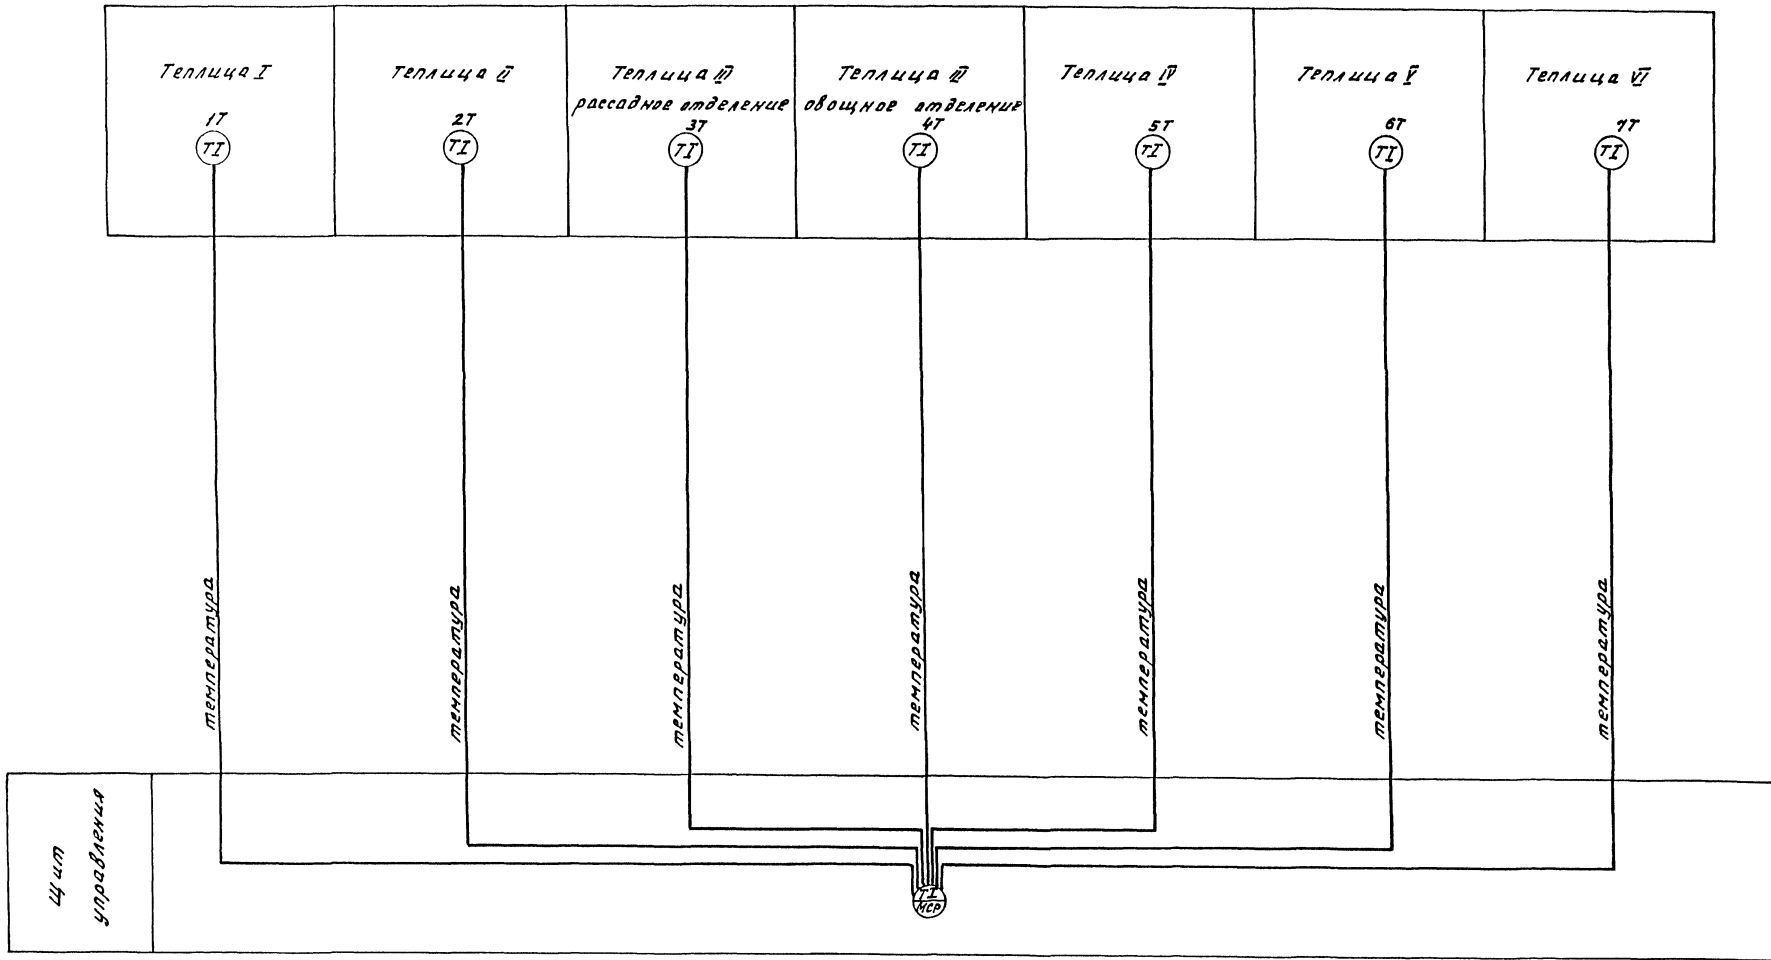 Теплица I
1Т
TI
Теплица II
2Т
TI
Теплица III
рассадное отделение
3Т
TI
Теплица III
овощное отделение
4Т
TI
Теплица IV
5Т
TI
Теплица V
6Т
TI
Теплица VI
7Т
TI
температура
температура
температура
температура
температура
температура
температура
Щит
управления
TI
МСР